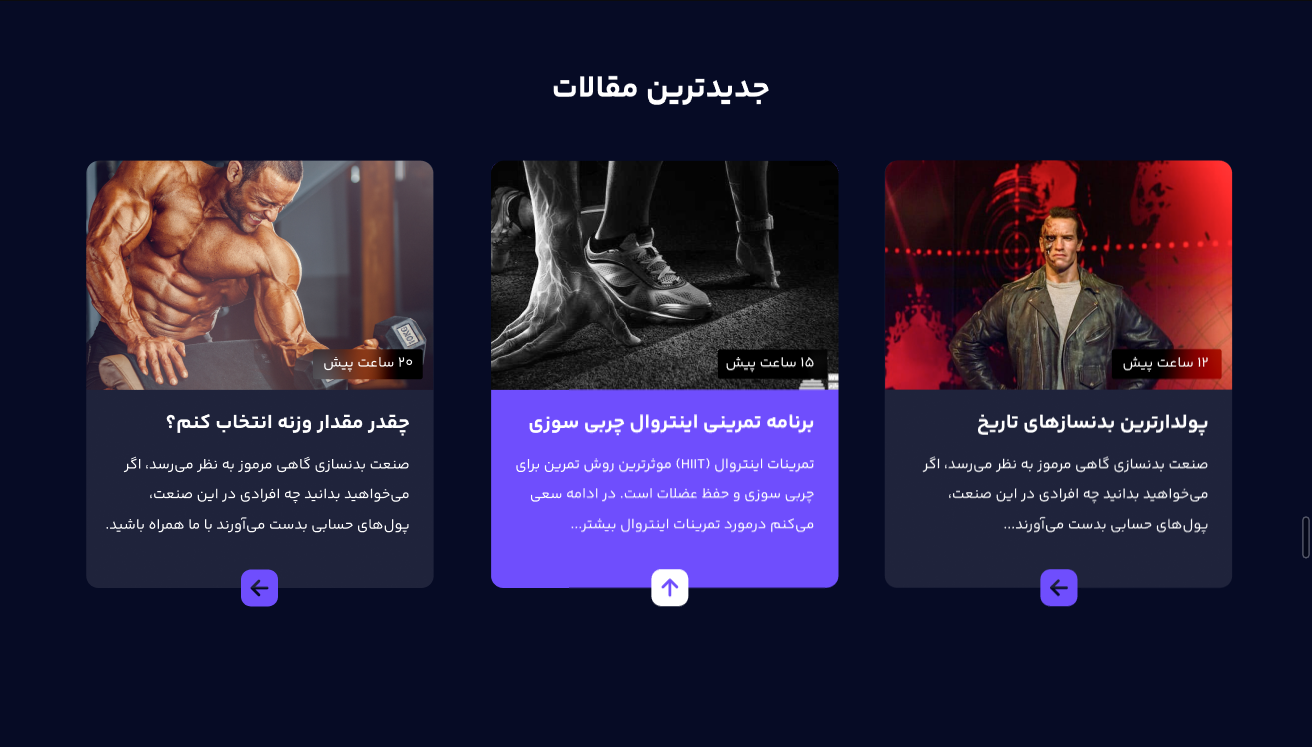 جدیدترین مقالات
۱۲ ساعت پیش
پولدارترین بدنسازهای تاریخ
صنعت بدنسازی گاهی مرموز به نظر می‌رسد، اگر
می‌خواهید بدانید چه افرادی در این صنعت،
پول‌های حسابی بدست می‌آورند...
۱۵ ساعت پیش
برنامه تمرینی اینتروال چربی سوزی
تمرینات اینتروال (HIIT) موثرترین روش تمرین برای
چربی سوزی و حفظ عضلات است. در ادامه سعی
می‌کنم درمورد تمرینات اینتروال بیشتر...
۲۰ ساعت پیش
چقدر مقدار وزنه انتخاب کنم؟
صنعت بدنسازی گاهی مرموز به نظر می‌رسد، اگر
می‌خواهید بدانید چه افرادی در این صنعت،
پول‌های حسابی بدست می‌آورند با ما همراه باشید.